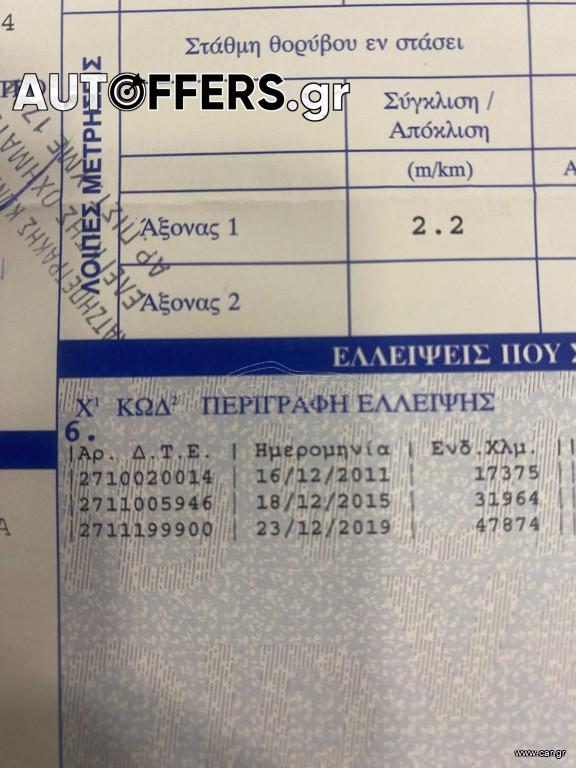 4
Στάθμη θορύβου εν στάσει
AUTOFFERS.gr
ΛΟΙΠΕΣ ΜΕΤΡΗΣΕΙΣ
Σύγκλιση /
Απόκλιση
(m/km)
Α
Άξονας 1
2.2
Άξονας 2
ΕΛΛΕΙΨΕΙΣ ΠΟΥ Σ
Χ¹ ΚΩΔ² ΠΕΡΙΓΡΑΦΗ ΕΛΛΕΙΨΗΣ
6.
|Αρ. Δ.Τ.Ε. | Ημερομηνία | Ενδ.Χλμ. ||
|2710020014 | 16/12/2011 | 17375 ||
|2711005946 | 18/12/2015 | 31964 ||
|2711199900 | 23/12/2019 | 47874 ||
Α
www.car.gr